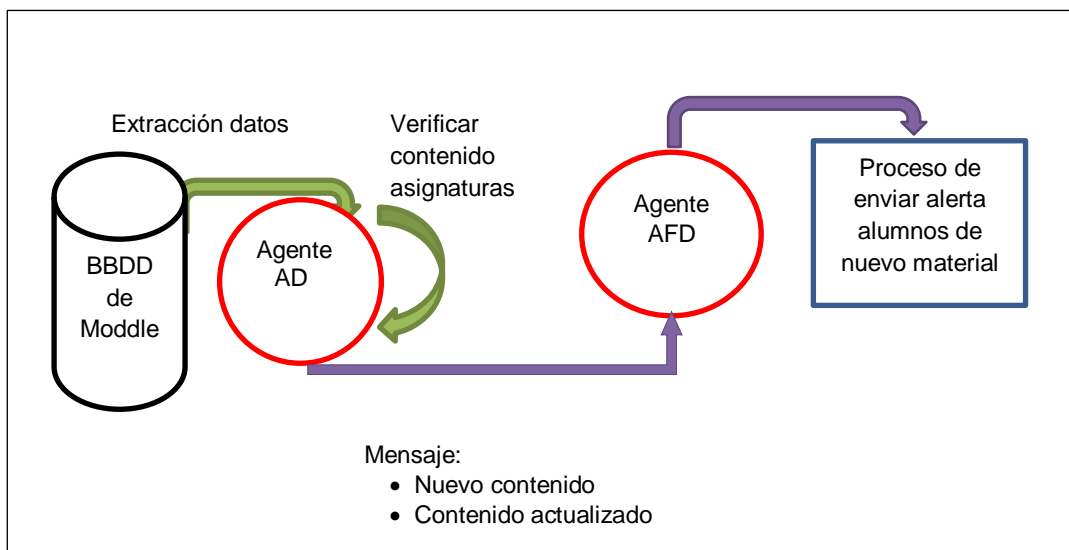 Extracción datos
Verificar
contenido
asignaturas
BBDD
de
Moddle
Agente
AD
Agente
AFD
Proceso de
enviar alerta
alumnos de
nuevo material
Mensaje:
• Nuevo contenido
• Contenido actualizado